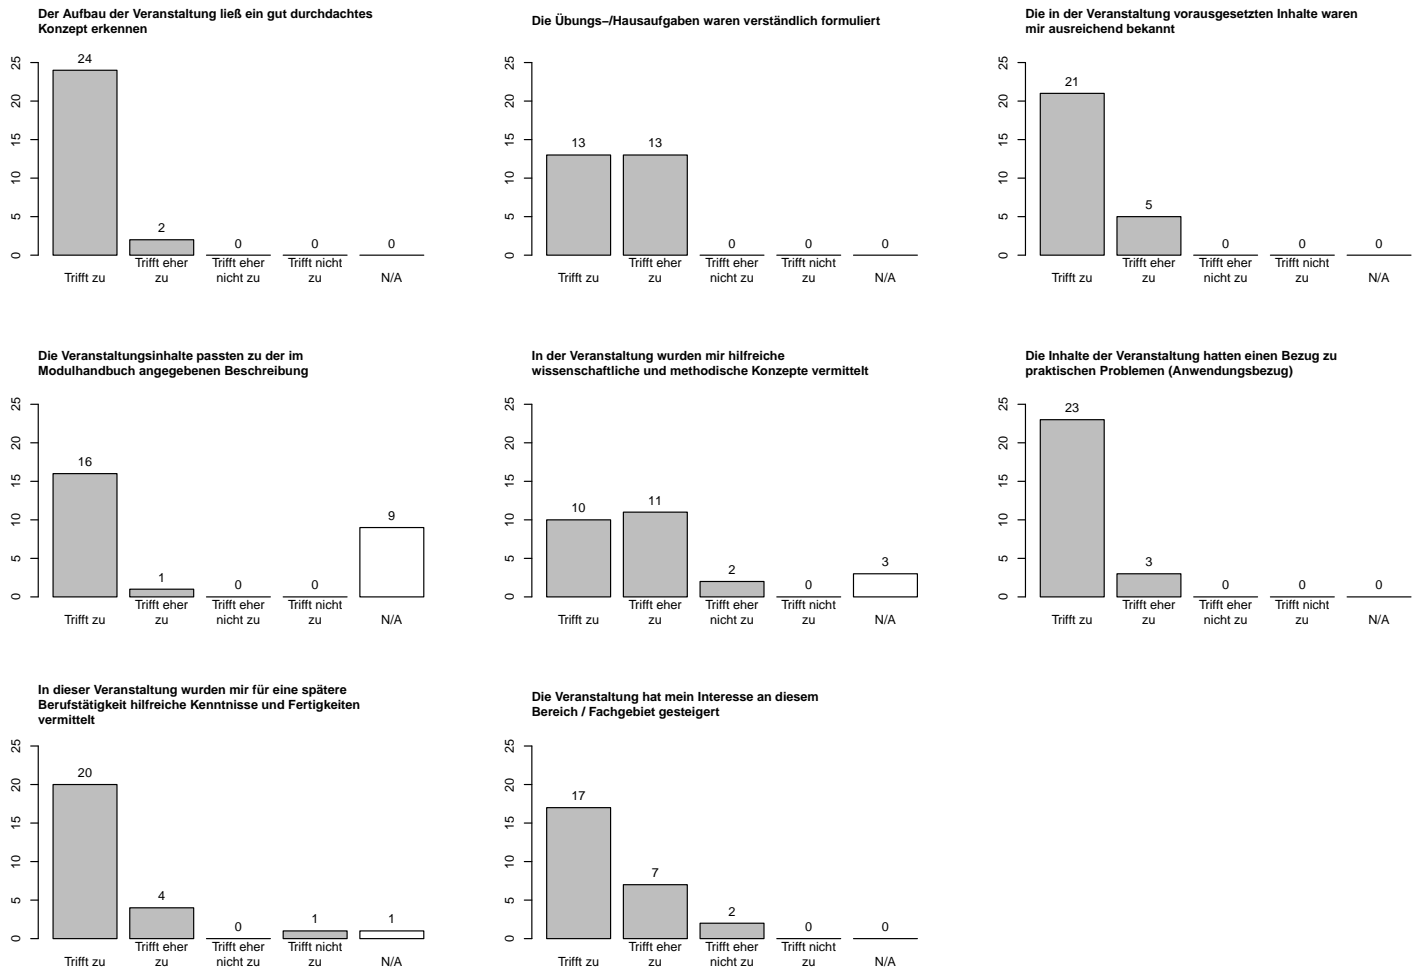 Der Aufbau der Veranstaltung ließ ein gut durchdachtes
Konzept erkennen
25
20
15
10
5
0
24
2
0
0
0
Trifft zu
Trifft eher
zu
Trifft eher
nicht zu
Trifft nicht
zu
N/A
Die Übungs−/Hausaufgaben waren verständlich formuliert
25
20
15
10
5
0
13
13
0
0
0
Trifft zu
Trifft eher
zu
Trifft eher
nicht zu
Trifft nicht
zu
N/A
Die in der Veranstaltung vorausgesetzten Inhalte waren
mir ausreichend bekannt
25
20
15
10
5
0
21
5
0
0
0
Trifft zu
Trifft eher
zu
Trifft eher
nicht zu
Trifft nicht
zu
N/A
Die Veranstaltungsinhalte passten zu der im
Modulhandbuch angegebenen Beschreibung
25
20
15
10
5
0
16
1
0
0
9
Trifft zu
Trifft eher
zu
Trifft eher
nicht zu
Trifft nicht
zu
N/A
In der Veranstaltung wurden mir hilfreiche
wissenschaftliche und methodische Konzepte vermittelt
25
20
15
10
5
0
10
11
2
0
3
Trifft zu
Trifft eher
zu
Trifft eher
nicht zu
Trifft nicht
zu
N/A
Die Inhalte der Veranstaltung hatten einen Bezug zu
praktischen Problemen (Anwendungsbezug)
25
20
15
10
5
0
23
3
0
0
0
Trifft zu
Trifft eher
zu
Trifft eher
nicht zu
Trifft nicht
zu
N/A
In dieser Veranstaltung wurden mir für eine spätere
Berufstätigkeit hilfreiche Kenntnisse und Fertigkeiten
vermittelt
25
20
15
10
5
0
20
4
0
1
1
Trifft zu
Trifft eher
zu
Trifft eher
nicht zu
Trifft nicht
zu
N/A
Die Veranstaltung hat mein Interesse an diesem
Bereich / Fachgebiet gesteigert
25
20
15
10
5
0
17
7
2
0
0
Trifft zu
Trifft eher
zu
Trifft eher
nicht zu
Trifft nicht
zu
N/A